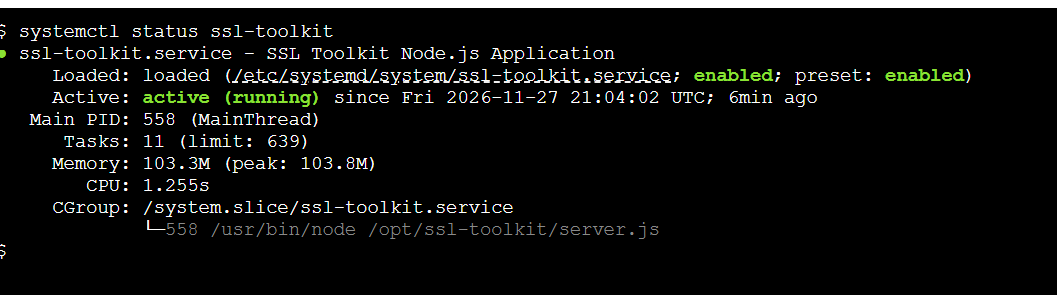 $ systemctl status ssl-toolkit
● ssl-toolkit.service - SSL Toolkit Node.js Application
Loaded: loaded (/etc/systemd/system/ssl-toolkit.service; enabled; preset: enabled)
Active: active (running) since Fri 2026-11-27 21:04:02 UTC; 6min ago
Main PID: 558 (MainThread)
Tasks: 11 (limit: 639)
Memory: 103.3M (peak: 103.8M)
CPU: 1.255s
CGroup: /system.slice/ssl-toolkit.service
└─558 /usr/bin/node /opt/ssl-toolkit/server.js
$